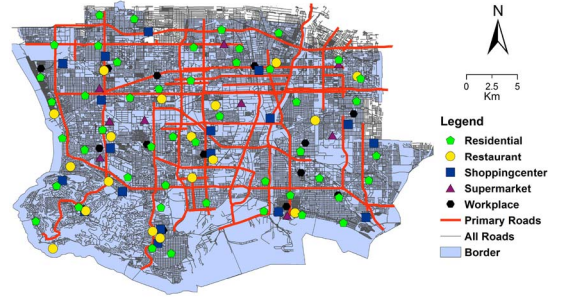 N
0 2.5 5
Km
Legend
Residential
Restaurant
Shoppingcenter
Supermarket
Workplace
Primary Roads
All Roads
Border